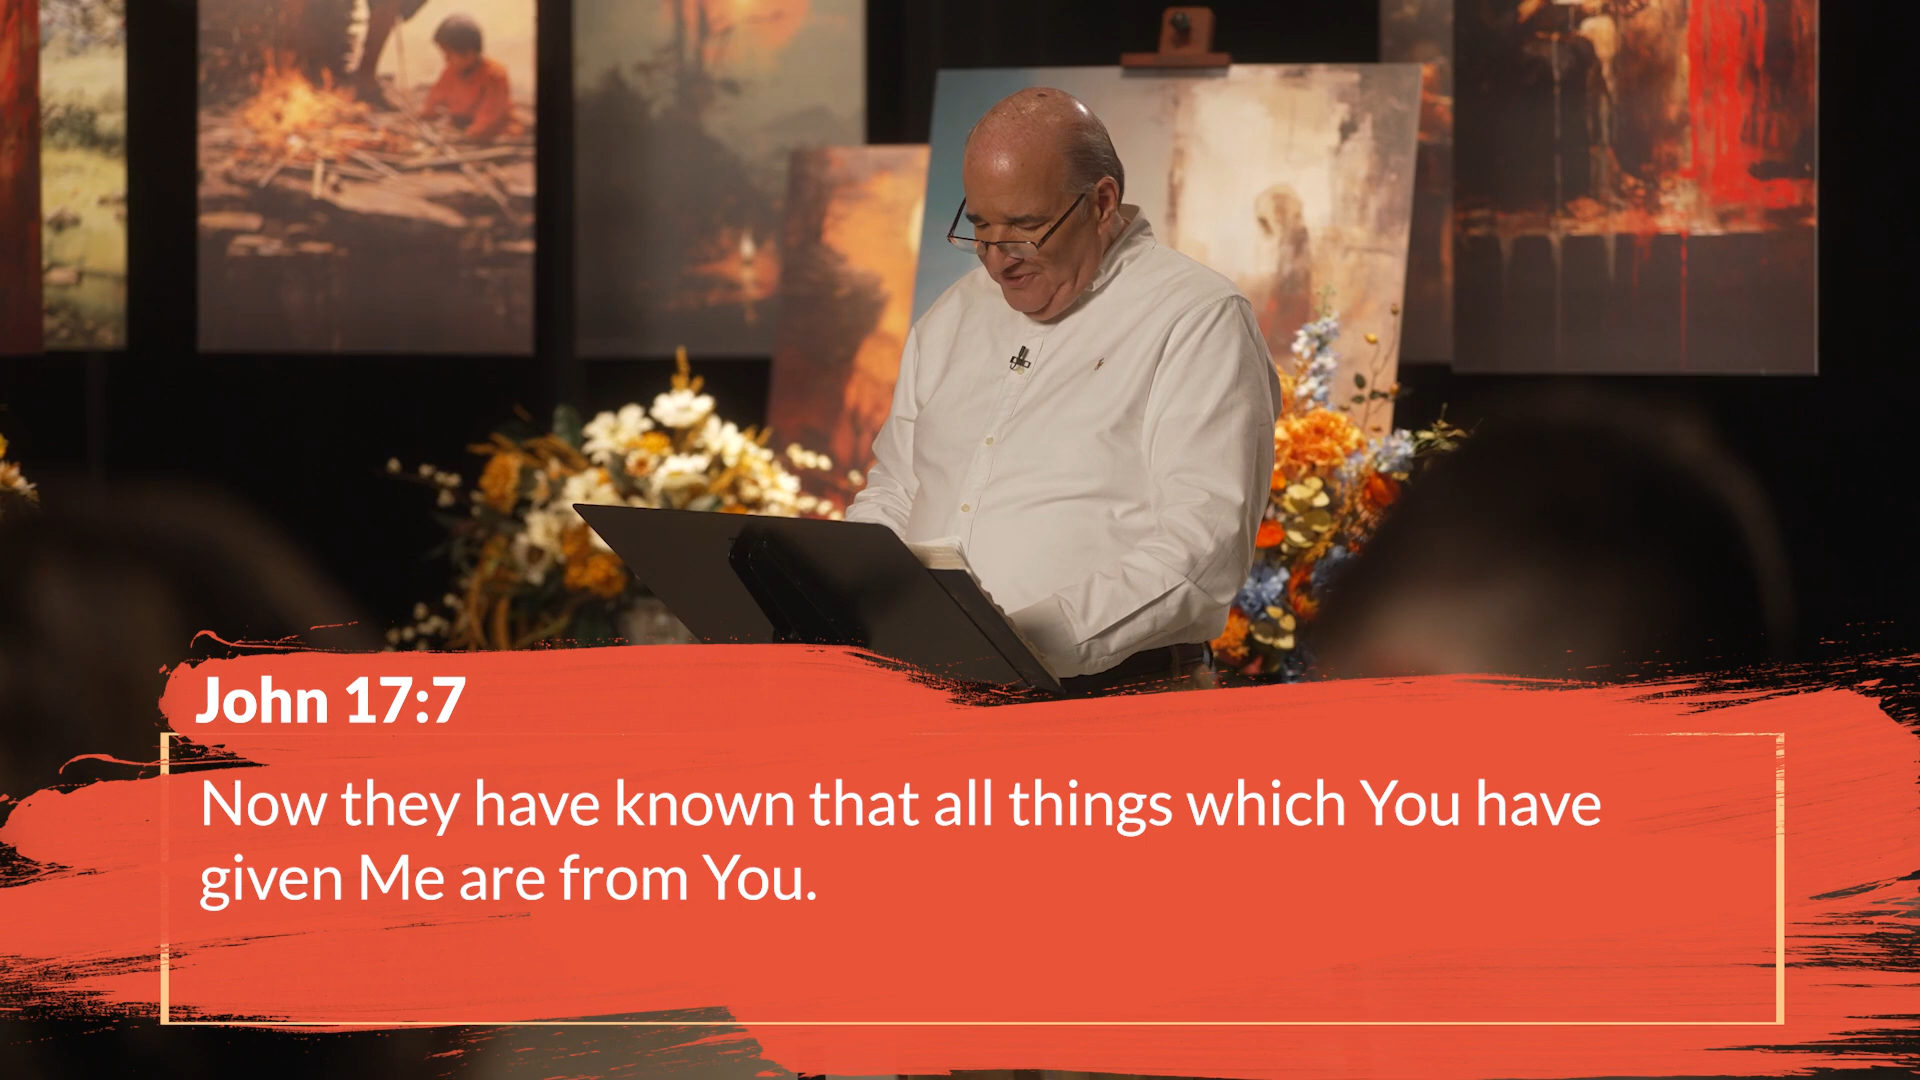 John 17:7
Now they have known that all things which You have
given Me are from You.